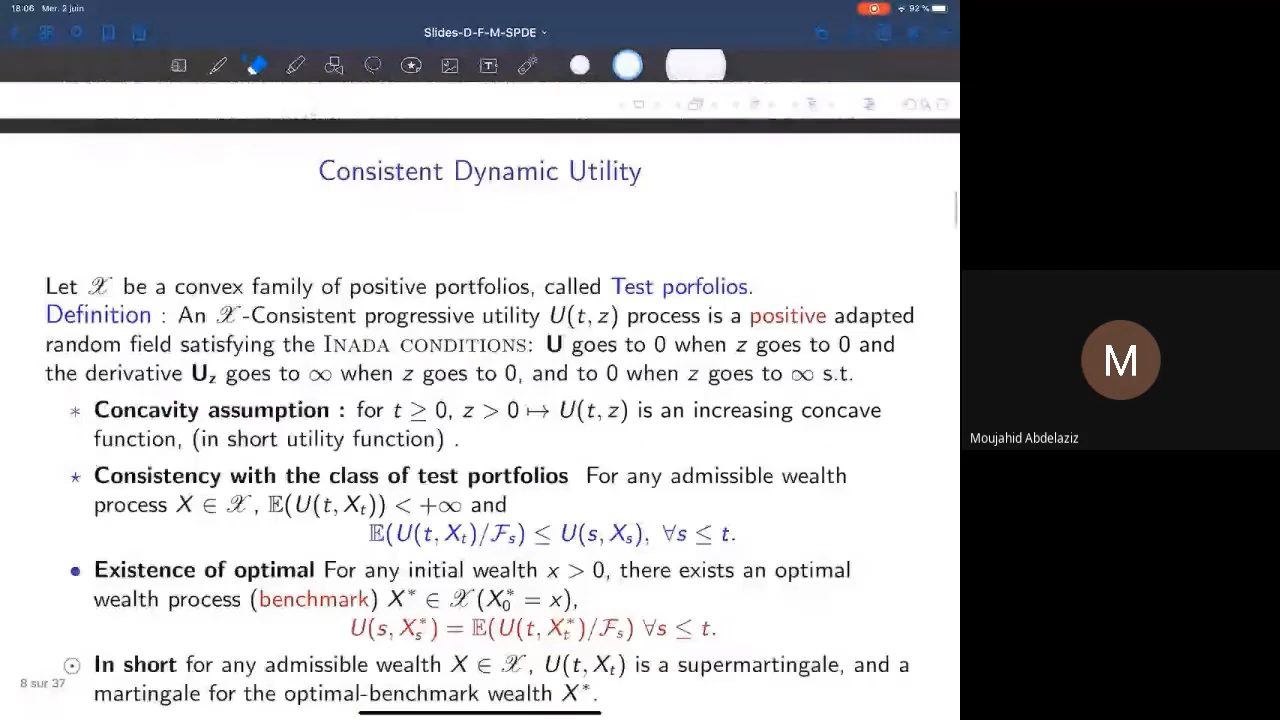 18:06 Mer. 2 juin
92 %
Slides-D-F-M-SPDE
Consistent Dynamic Utility
Let 𝒳 be a convex family of positive portfolios, called Test porfolios.
Definition : An 𝒳-Consistent progressive utility U(t, z) process is a positive adapted
random field satisfying the INADA CONDITIONS: U goes to 0 when z goes to 0 and
the derivative U_z goes to ∞ when z goes to 0, and to 0 when z goes to ∞ s.t.
* Concavity assumption : for t ≥ 0, z > 0 ↦ U(t, z) is an increasing concave
function, (in short utility function) .
⋆ Consistency with the class of test portfolios For any admissible wealth
process X ∈ 𝒳, 𝔼(U(t, X_t)) < +∞ and
𝔼(U(t, X_t)/ℱ_s) ≤ U(s, X_s), ∀s ≤ t.
• Existence of optimal For any initial wealth x > 0, there exists an optimal
wealth process (benchmark) X* ∈ 𝒳(X*_0 = x),
U(s, X*_s) = 𝔼(U(t, X*_t)/ℱ_s) ∀s ≤ t.
⊙ In short for any admissible wealth X ∈ 𝒳, U(t, X_t) is a supermartingale, and a
martingale for the optimal-benchmark wealth X*.
8 sur 37
M
Moujahid Abdelaziz